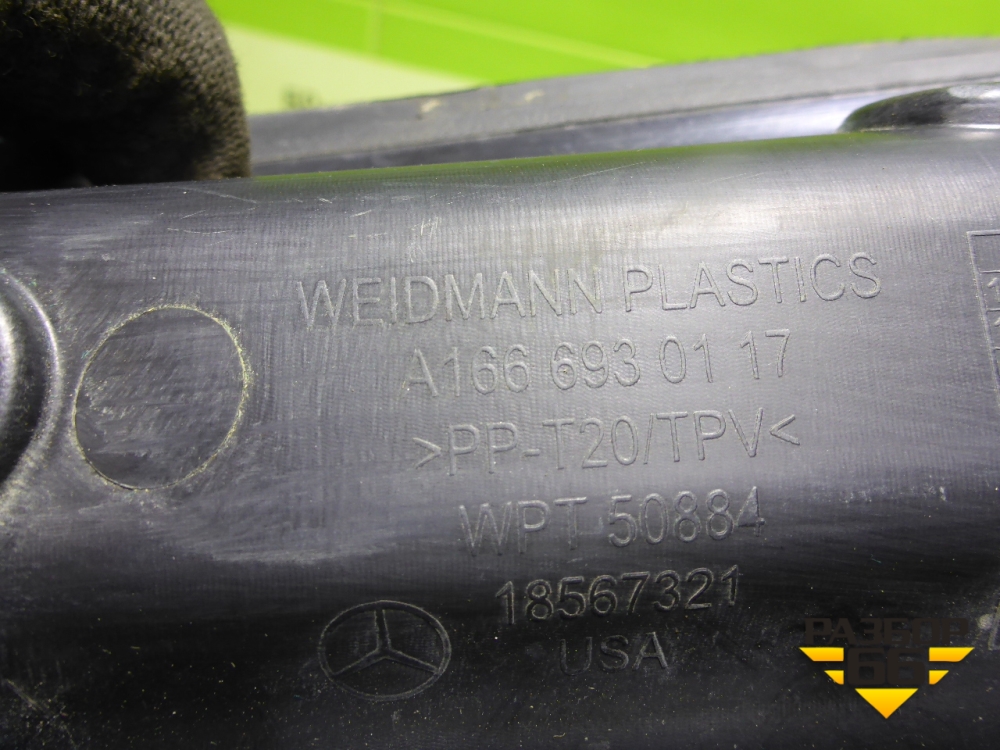 WEIDMANN PLASTICS
A166 693 01 17
>PP-T20/TPV<
WPT 50884
18567321
USA
РАЗБОР
66